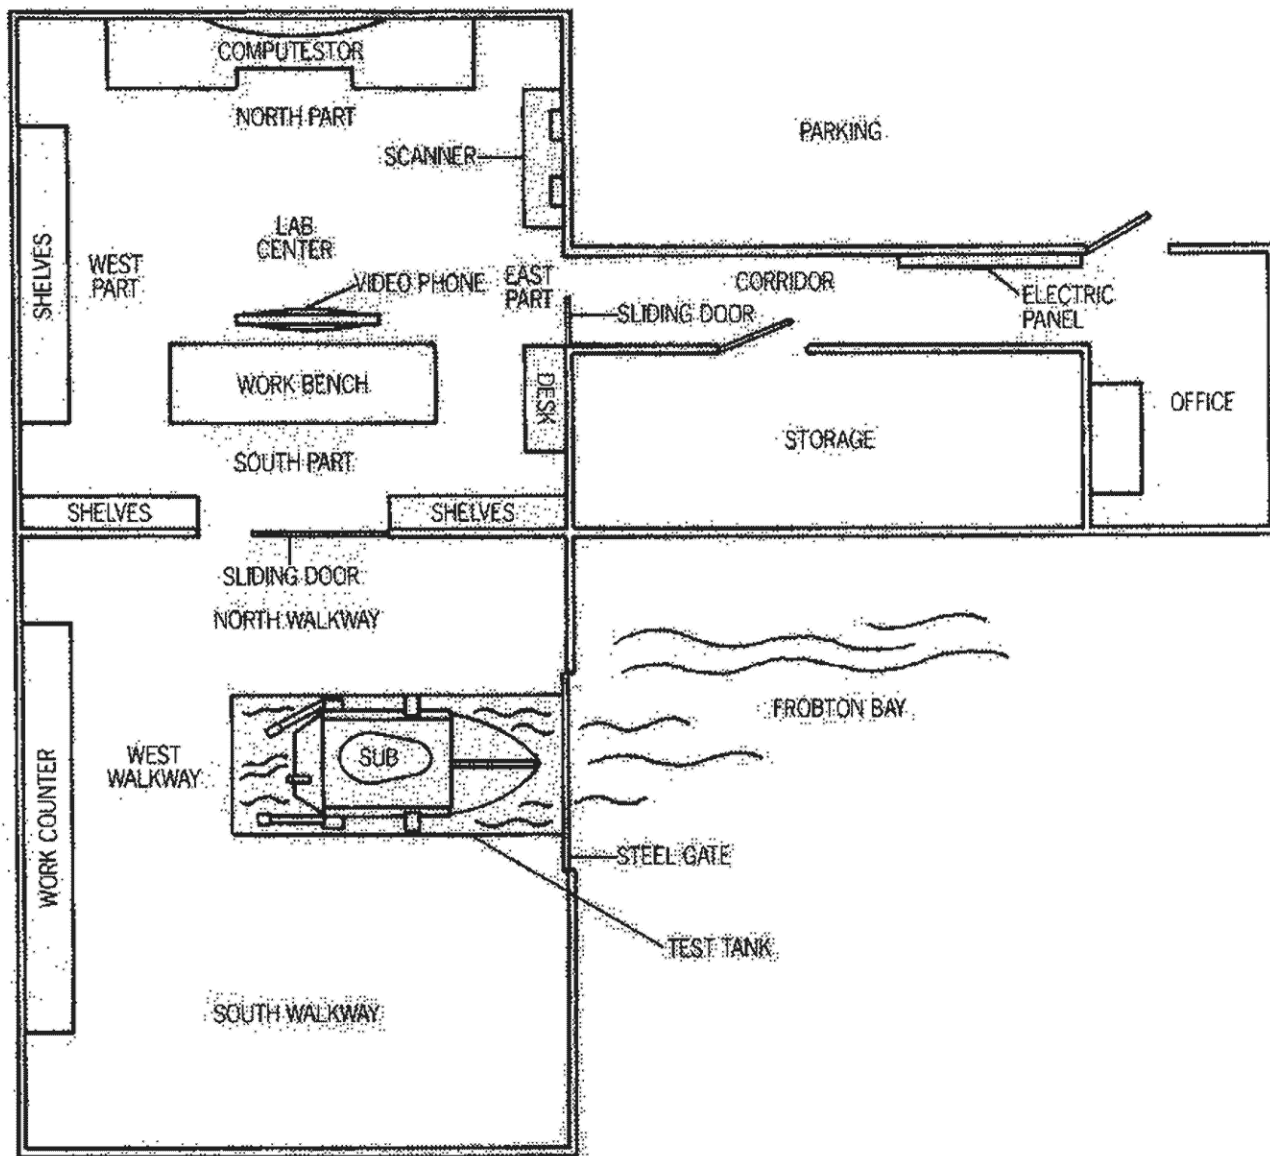 COMPUTESTOR
NORTH PART
SCANNER
PARKING
SHELVES
WEST
PART
LAB
CENTER
VIDEO PHONE
EAST
PART
CORRIDOR
SLIDING DOOR
ELECTRIC
PANEL
WORK BENCH
DESK
OFFICE
STORAGE
SOUTH PART
SHELVES
SHELVES
SLIDING DOOR
NORTH WALKWAY
FROBTON BAY
WEST
WALKWAY
SUB
WORK COUNTER
STEEL GATE
TEST TANK
SOUTH WALKWAY